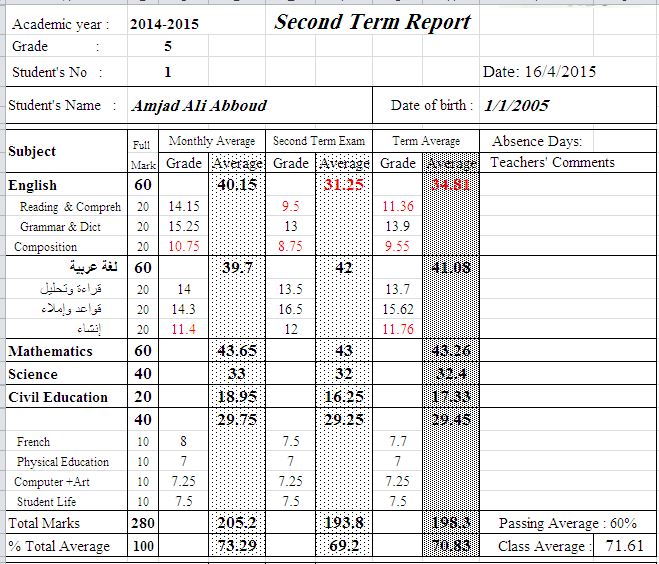 Academic year : 2014-2015 Second Term Report
Grade : 5
Student's No : 1 Date: 16/4/2015
Student's Name : Amjad Ali Abboud Date of birth : 1/1/2005
Subject Full Mark Monthly Average Second Term Exam Term Average Absence Days:
Grade Average Grade Average Grade Average Teachers' Comments
English 60 40.15 31.25 34.81
Reading & Compreh 20 14.15 9.5 11.36
Grammar & Dict 20 15.25 13 13.9
Composition 20 10.75 8.75 9.55
لغة عربية 60 39.7 42 41.08
قراءة وتحليل 20 14 13.5 13.7
قواعد وإملاء 20 14.3 16.5 15.62
إنشاء 20 11.4 12 11.76
Mathematics 60 43.65 43 43.26
Science 40 33 32 32.4
Civil Education 20 18.95 16.25 17.33
40 29.75 29.25 29.45
French 10 8 7.5 7.7
Physical Education 10 7 7 7
Computer +Art 10 7.25 7.25 7.25
Student Life 10 7.5 7.5 7.5
Total Marks 280 205.2 193.8 198.3 Passing Average : 60%
% Total Average 100 73.29 69.2 70.83 Class Average : 71.61